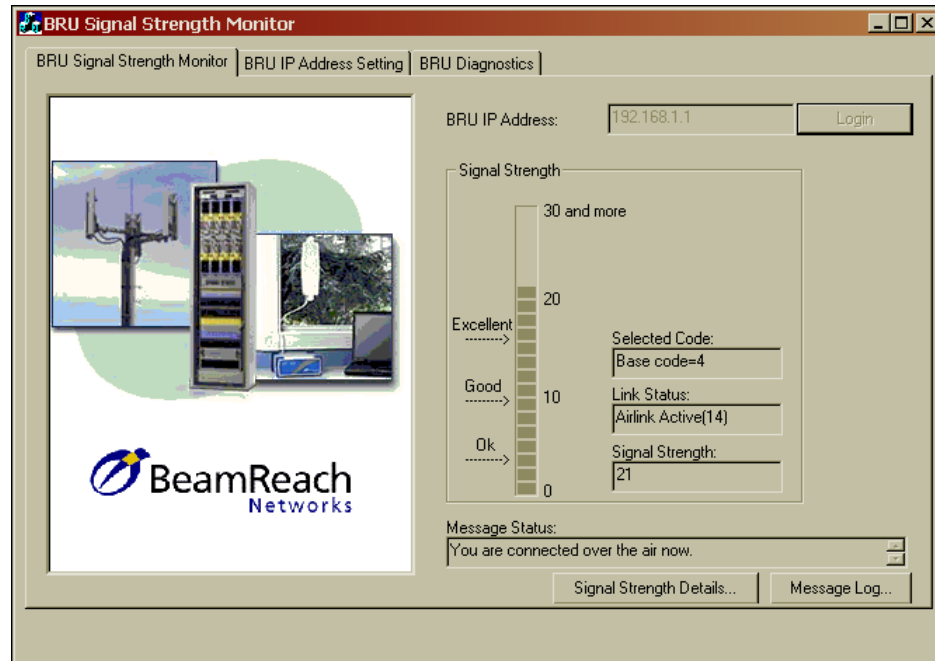 BRU Signal Strength Monitor
BRU Signal Strength Monitor
BRU IP Address Setting
BRU Diagnostics
BRU IP Address:
192.168.1.1
Login
Signal Strength
30 and more
20
Excellent
Selected Code:
Base code=4
Good
10
Link Status:
Airlink Active(14)
Ok
Signal Strength:
21
0
BeamReach
Networks
Message Status:
You are connected over the air now.
Signal Strength Details...
Message Log...